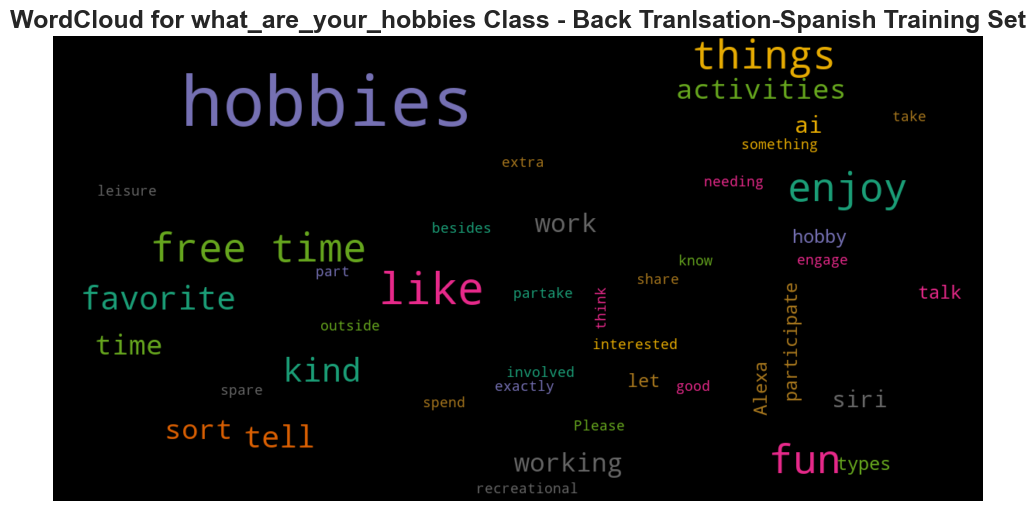 WordCloud for what_are_your_hobbies Class - Back Tranlsation-Spanish Training Set
things
hobbies
activities
take
ai
something
extra
needing
leisure
enjoy
work
besides
hobby
free time
know
engage
part
share
like
partake
talk
favorite
think
participate
outside
time
interested
kind
involved
let
exactly
good
spare
Alexa
siri
spend
sort
tell
Please
working
fun
types
recreational